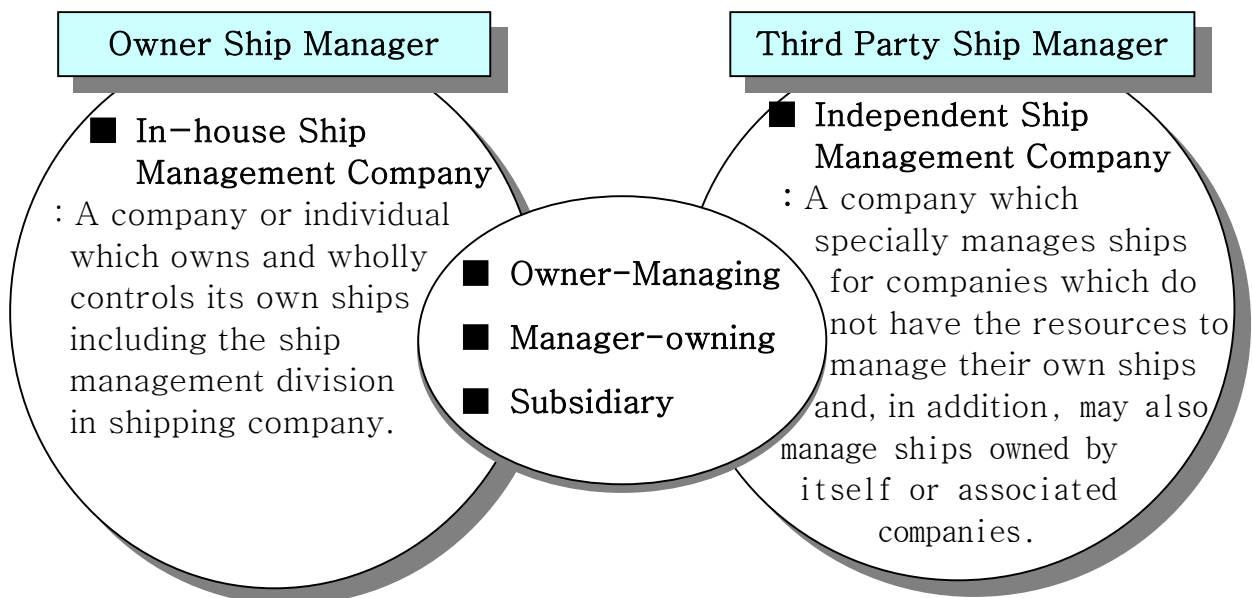 Owner Ship Manager
■ In-house Ship
Management Company
: A company or individual
which owns and wholly
controls its own ships
including the ship
management division
in shipping company.
■ Owner-Managing
■ Manager-owning
■ Subsidiary
Third Party Ship Manager
■ Independent Ship
Management Company
: A company which
specially manages ships
for companies which do
not have the resources to
manage their own ships
and, in addition, may also
manage ships owned by
itself or associated
companies.